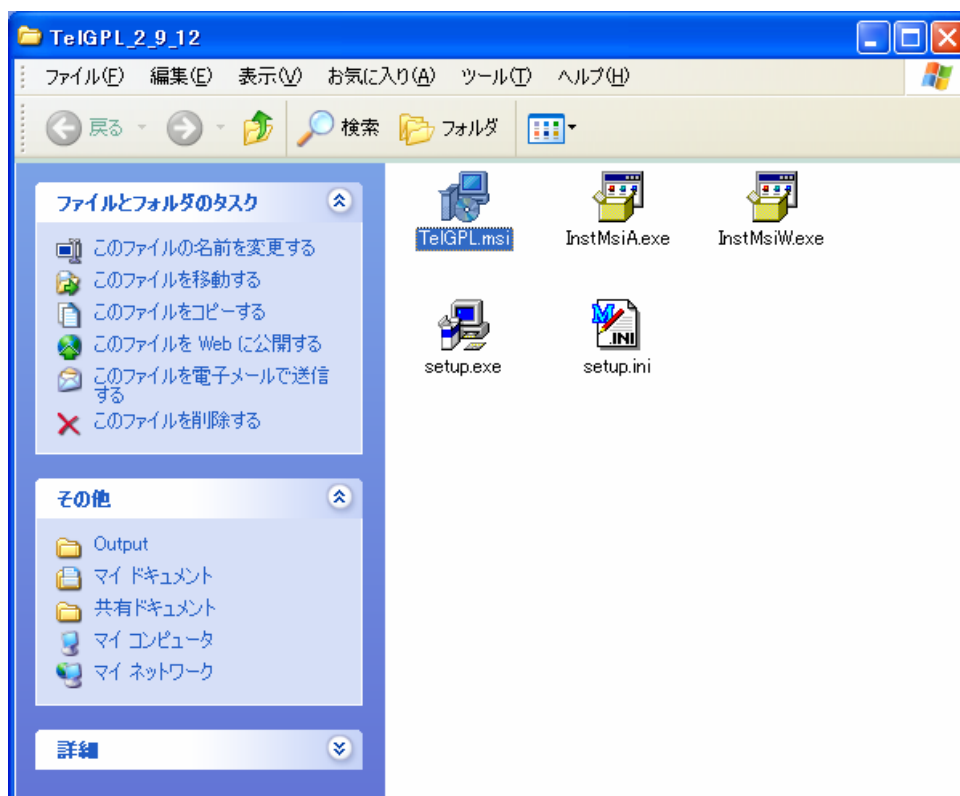 TelGPL_2_9_12
ファイル(F) 編集(E) 表示(V) お気に入り(A) ツール(T) ヘルプ(H)
戻る 検索 フォルダ
ファイルとフォルダのタスク
このファイルの名前を変更する
このファイルを移動する
このファイルをコピーする
このファイルを Web に公開する
このファイルを電子メールで送信
する
このファイルを削除する
その他
Output
マイ ドキュメント
共有ドキュメント
マイ コンピュータ
マイ ネットワーク
詳細
TelGPL.msi InstMsiA.exe InstMsiW.exe
setup.exe
.INI
setup.ini